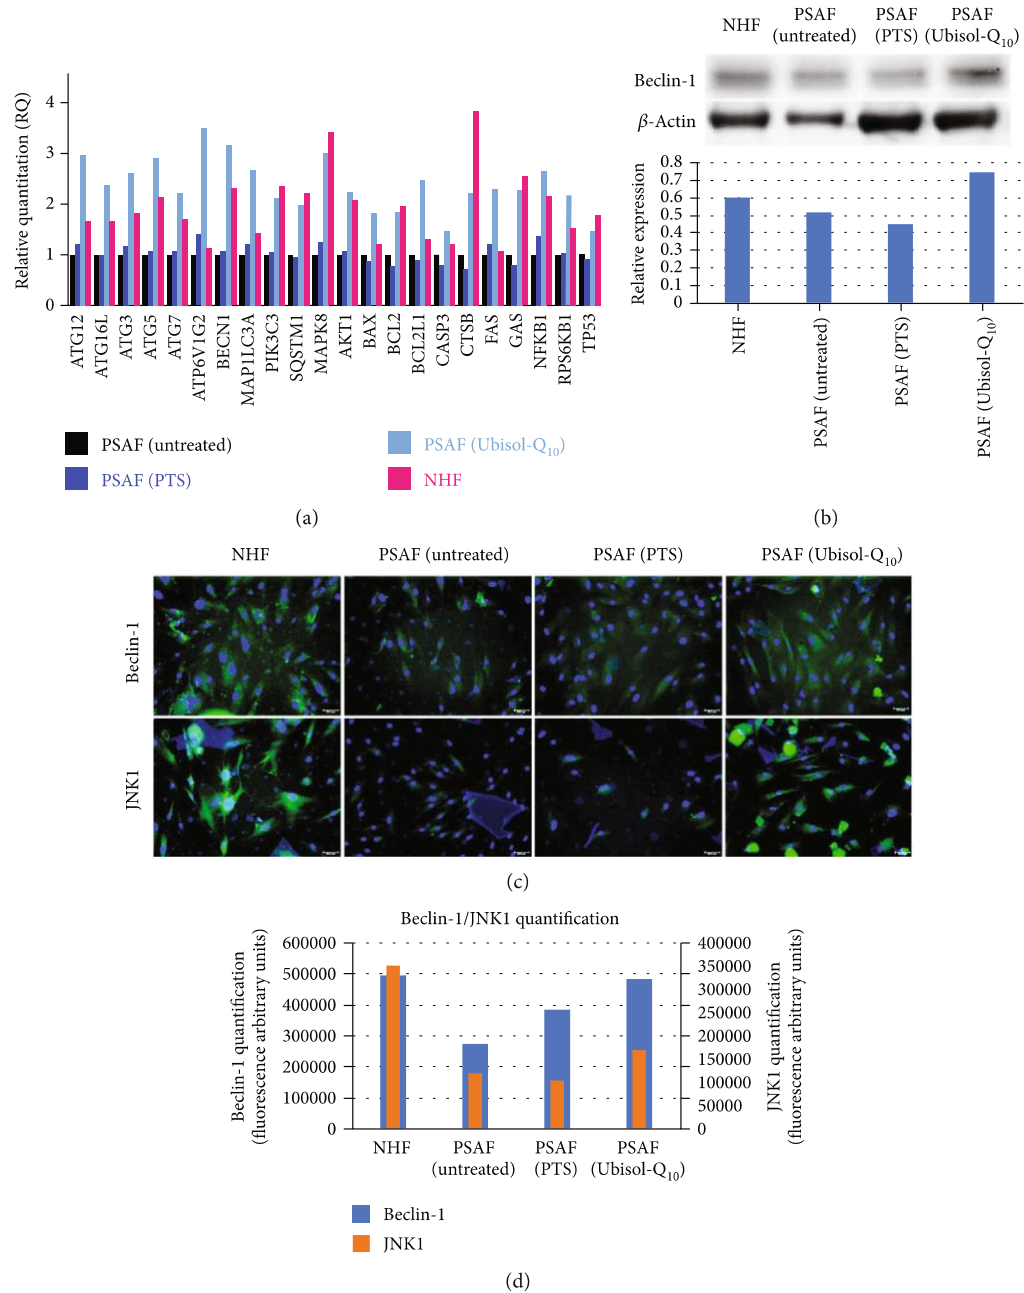 (a)
Relative quantitation (RQ)
4
3
2
1
0
ATG12
ATG16L
ATG3
ATG5
ATG7
ATP6V1G2
BECN1
MAP1LC3A
PIK3C3
SQSTM1
MAPK8
AKT1
BAX
BCL2
BCL2L1
CASP3
CTSB
FAS
GAS
NFKB1
RPS6KB1
TP53
PSAF (untreated)
PSAF (PTS)
PSAF (Ubisol-Q10)
NHF
NHF
PSAF
(untreated)
PSAF
(PTS)
PSAF
(Ubisol-Q10)
Beclin-1
β-Actin
Relative expression
0.8
0.7
0.6
0.5
0.4
0.3
0.2
0.1
0
NHF
PSAF (untreated)
PSAF (PTS)
PSAF (Ubisol-Q10)
(b)
NHF
PSAF (untreated)
PSAF (PTS)
PSAF (Ubisol-Q10)
Beclin-1
JNK1
(c)
Beclin-1/JNK1 quantification
Beclin-1 quantification
(fluorescence arbitrary units)
600000
500000
400000
300000
200000
100000
0
400000
350000
300000
250000
200000
150000
100000
50000
0
JNK1 quantification
(fluorescence arbitrary units)
NHF
PSAF
(untreated)
PSAF
(PTS)
PSAF
(Ubisol-Q10)
Beclin-1
JNK1
(d)